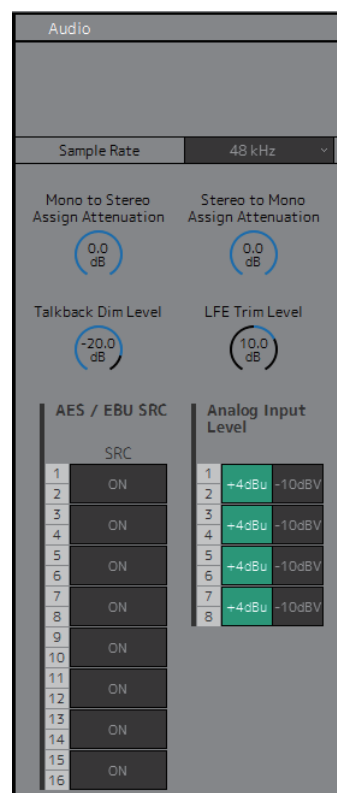 Audio
Sample Rate 48 kHz
Mono to Stereo
Assign Attenuation
Stereo to Mono
Assign Attenuation
0.0
dB
0.0
dB
Talkback Dim Level
LFE Trim Level
-20.0
dB
10.0
dB
AES / EBU SRC
SRC
1
2
ON
3
4
ON
5
6
ON
7
8
ON
9
10
ON
11
12
ON
13
14
ON
15
16
ON
Analog Input
Level
1
2
+4dBu -10dBV
3
4
+4dBu -10dBV
5
6
+4dBu -10dBV
7
8
+4dBu -10dBV